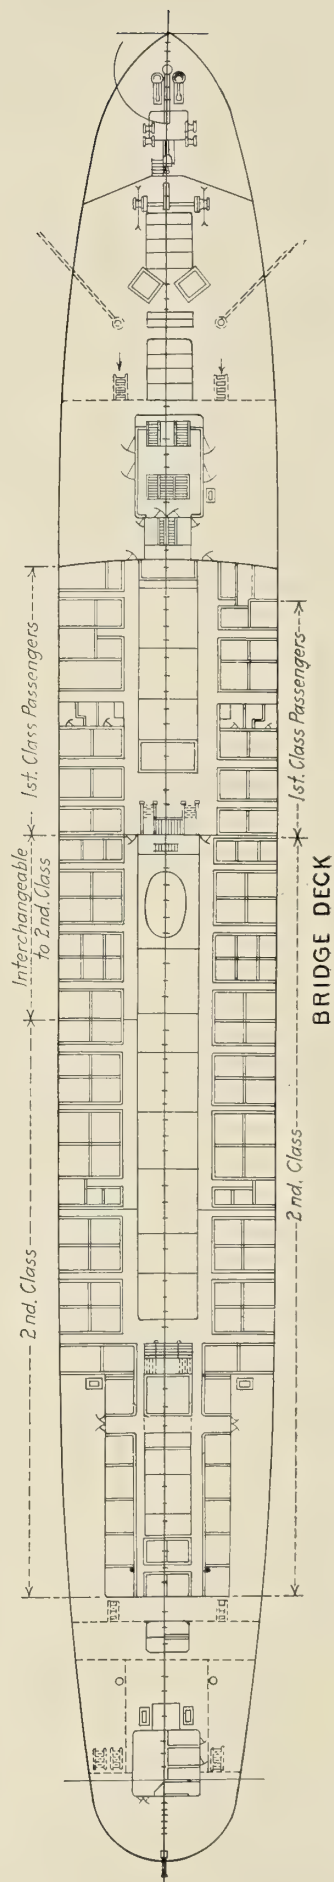 1st. Class Passengers
Interchangeable
to 2nd. Class
2nd. Class
1st. Class Passengers
2nd. Class
BRIDGE DECK